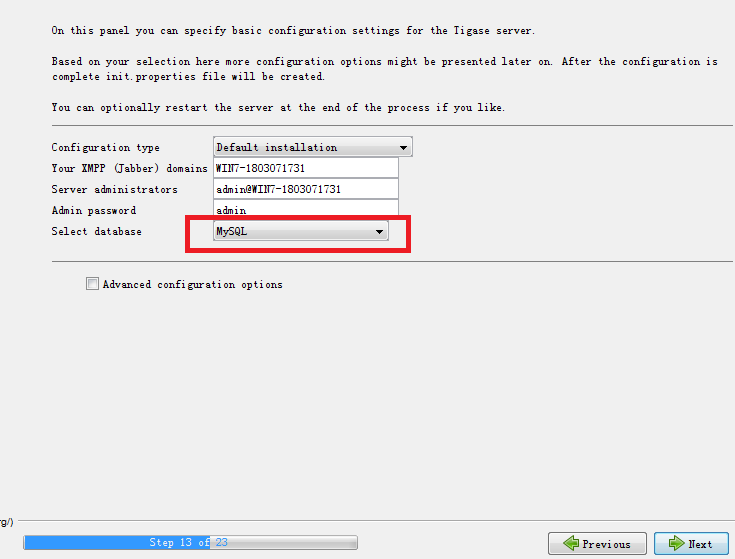 On this panel you can specify basic configuration settings for the Tigase server.
Based on your selection here more configuration options might be presented later on. After the configuration is
complete init.properties file will be created.
You can optionally restart the server at the end of the process if you like.
Configuration type Default installation
Your XMPP (Jabber) domains WIN7-1803071731
Server administrators admin@WIN7-1803071731
Admin password admin
Select database MySQL
Advanced configuration options
rg/)
Step 13 of 23 Previous Next